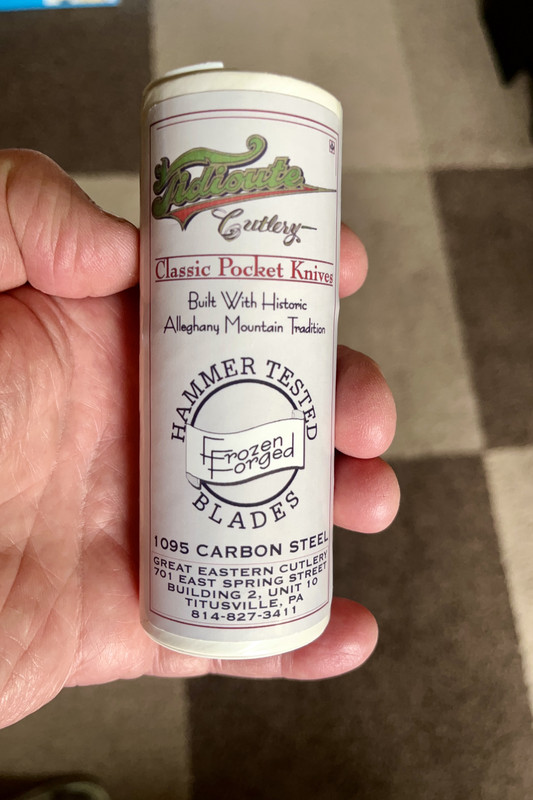 Tidioute
Cutlery
Classic Pocket Knives
Built With Historic
Alleghany Mountain Tradition
HAMMER TESTED
Frozen
Forged
BLADES
1095 CARBON STEEL
GREAT EASTERN CUTLERY
701 EAST SPRING STREET
BUILDING 2, UNIT 10
TITUSVILLE, PA
814-827-3411